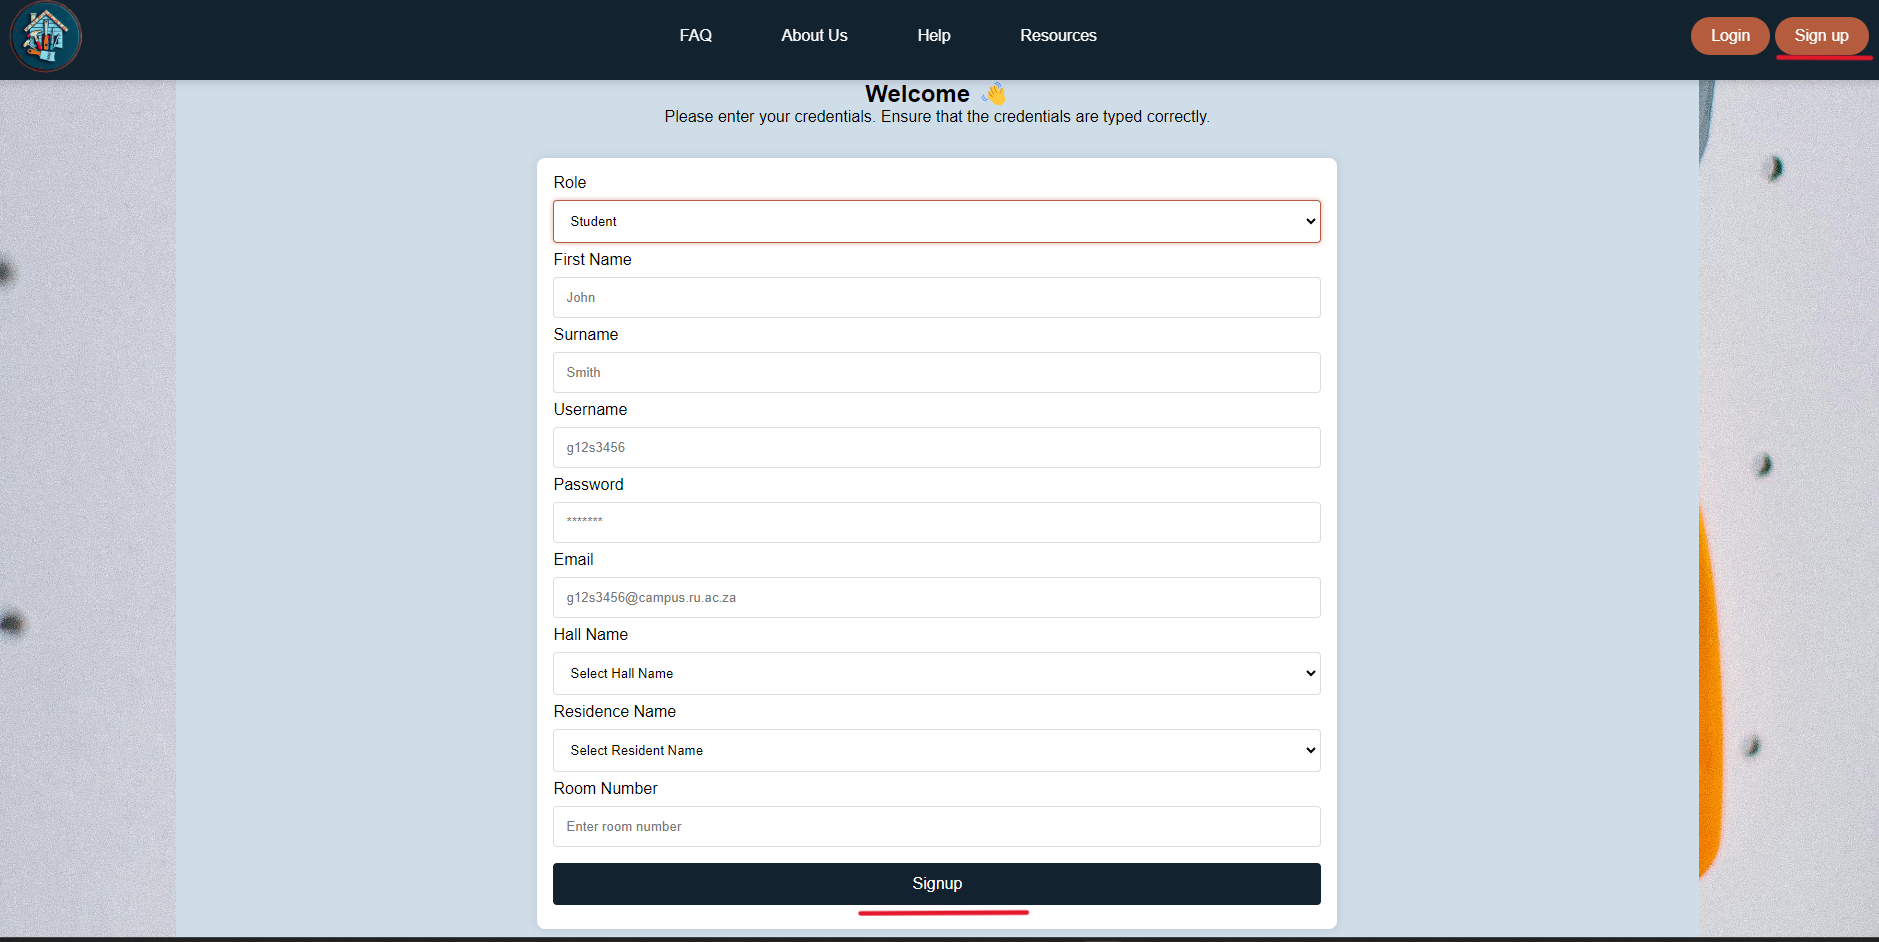 FAQ About Us Help Resources Login Sign up
Welcome 👋
Please enter your credentials. Ensure that the credentials are typed correctly.
Role
Student
First Name
John
Surname
Smith
Username
g12s3456
Password
*******
Email
g12s3456@campus.ru.ac.za
Hall Name
Select Hall Name
Residence Name
Select Resident Name
Room Number
Enter room number
Signup